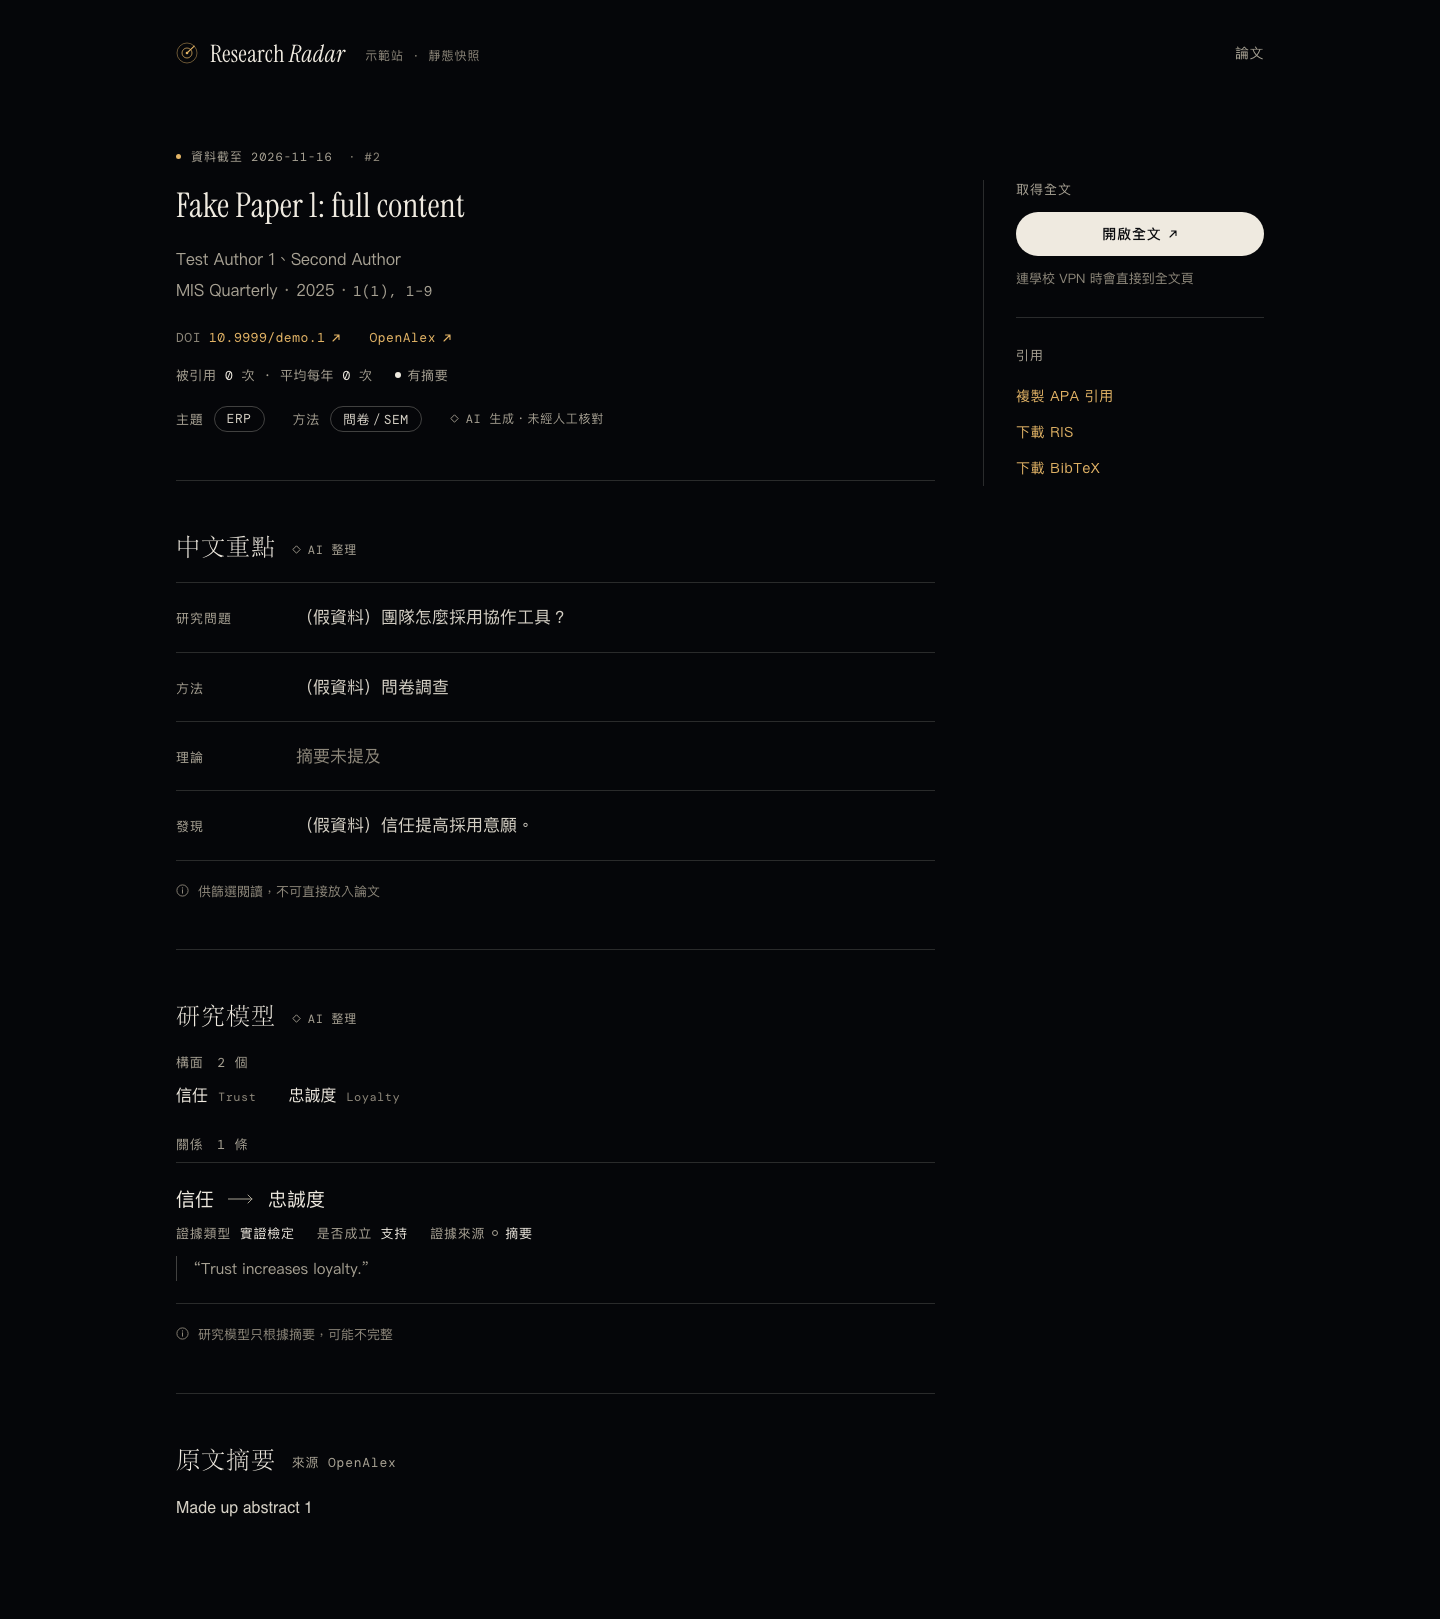 Research Radar 示範站 · 靜態快照
論文
資料截至 2026-11-16 · #2
Fake Paper 1: full content
Test Author 1、Second Author
MIS Quarterly · 2025 · 1(1), 1–9
DOI 10.9999/demo.1 ↗ OpenAlex ↗
被引用 0 次 · 平均每年 0 次 有摘要
主題 ERP 方法 問卷 / SEM ◇ AI 生成·未經人工核對
取得全文
開啟全文 ↗
連學校 VPN 時會直接到全文頁
引用
複製 APA 引用
下載 RIS
下載 BibTeX
中文重點 ◇ AI 整理
研究問題 （假資料）團隊怎麼採用協作工具？
方法 （假資料）問卷調查
理論 摘要未提及
發現 （假資料）信任提高採用意願。
供篩選閱讀，不可直接放入論文
研究模型 ◇ AI 整理
構面 2 個
信任 Trust 忠誠度 Loyalty
關係 1 條
信任 → 忠誠度
證據類型 實證檢定 是否成立 支持 證據來源 ○ 摘要
“Trust increases loyalty.”
研究模型只根據摘要，可能不完整
原文摘要 來源 OpenAlex
Made up abstract 1